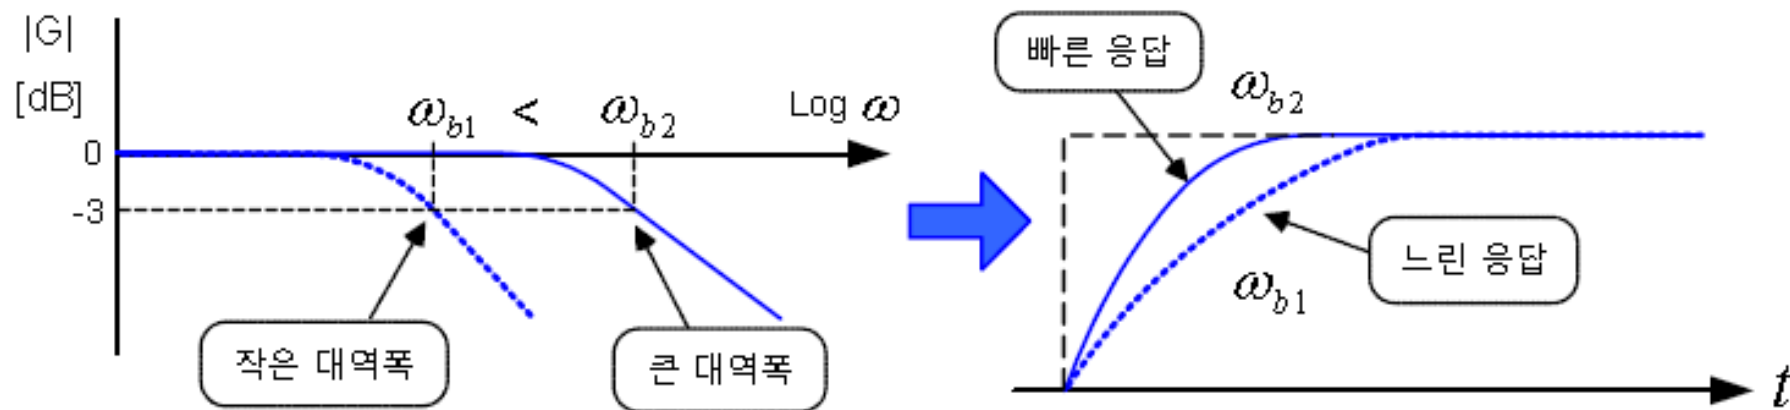 |G|
[dB]
ω_b1 < ω_b2
Log ω
0
-3
작은 대역폭
큰 대역폭
빠른 응답
ω_b2
느린 응답
ω_b1
t